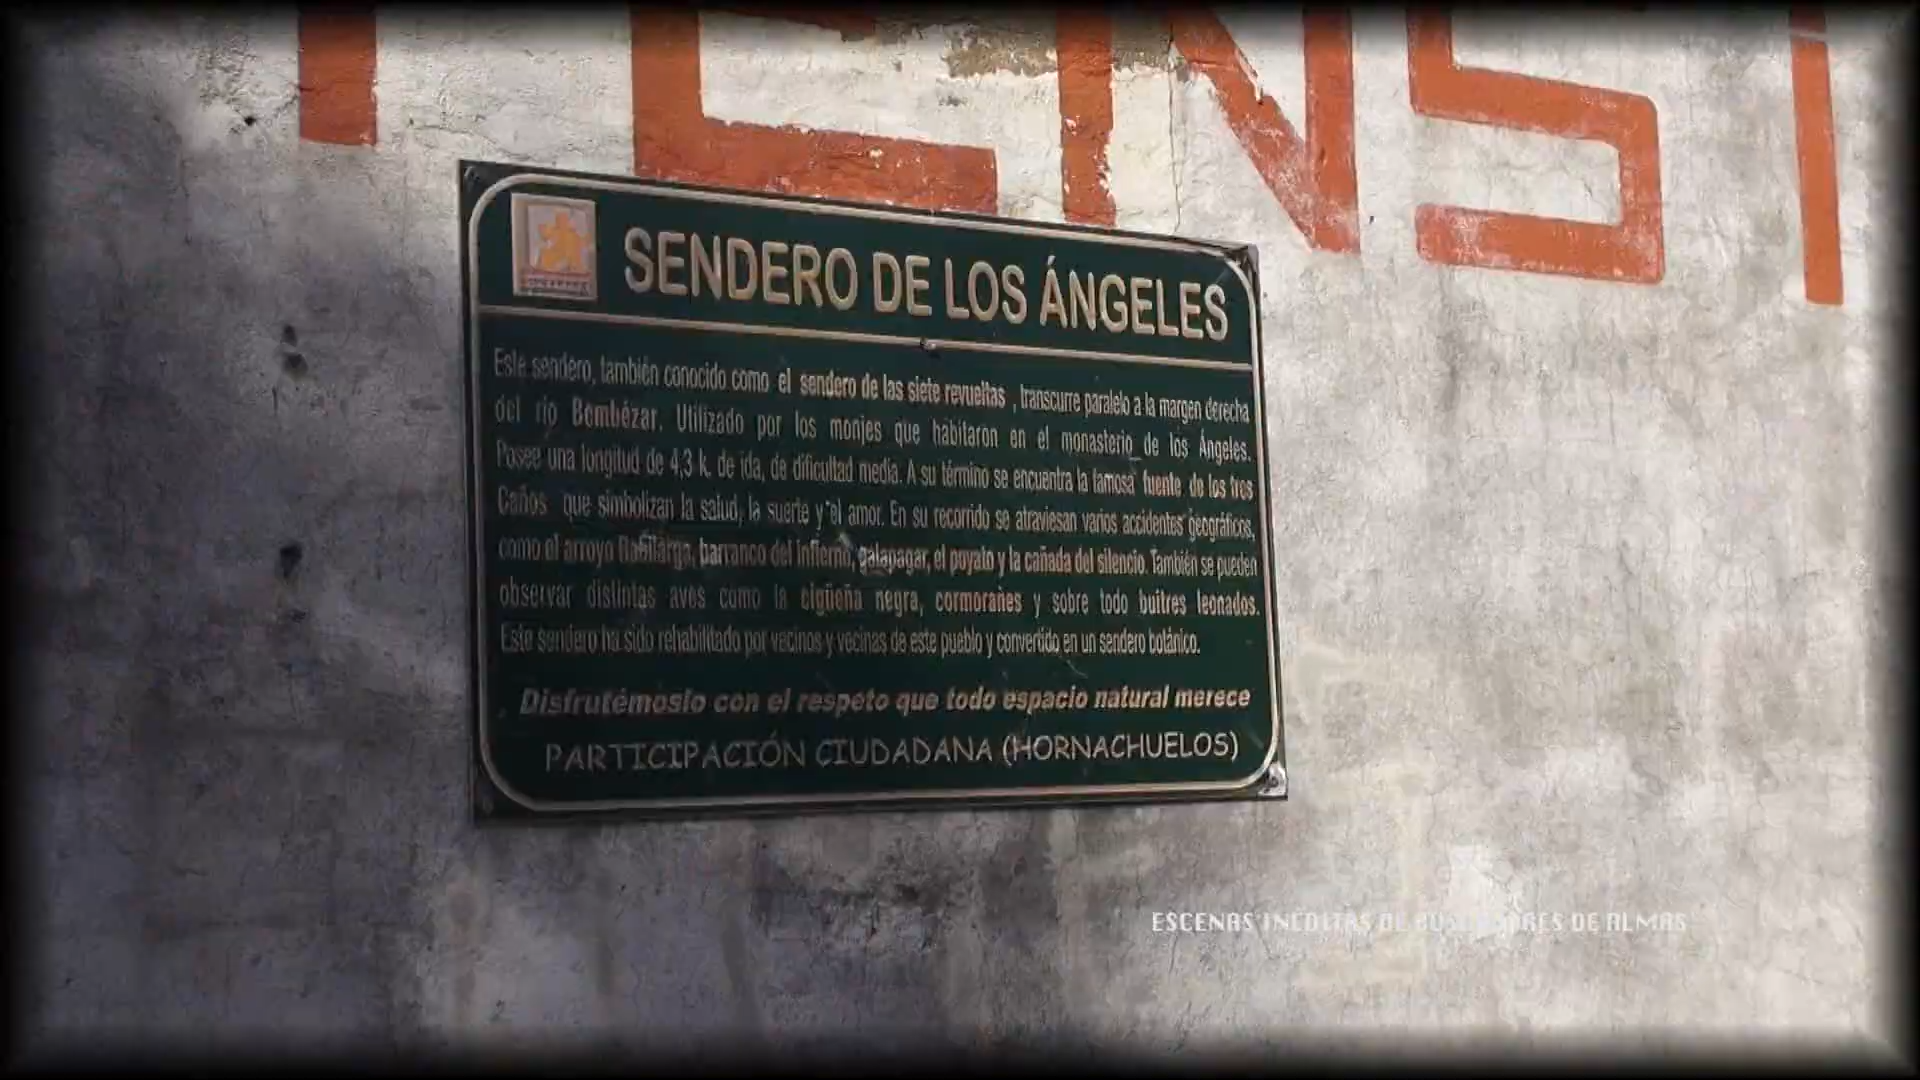 ENSI
SENDERO DE LOS ÁNGELES
Este sendero, también conocido como el sendero de las siete revueltas, transcurre paralelo a la margen derecha
del río Bembézar. Utilizado por los monjes que habitaron en el monasterio de los Ángeles.
Posee una longitud de 4,3 k. de ida, de dificultad media. A su término se encuentra la famosa fuente de los tres
Caños que simbolizan la salud, la suerte y el amor. En su recorrido se atraviesan varios accidentes geográficos,
como el arroyo Rabilargo, barranco del infierno, galapagar, el poyato y la cañada del silencio. También se pueden
observar distintas aves como la cigüeña negra, cormoranes y sobre todo buitres leonados.
Este sendero ha sido rehabilitado por vecinos y vecinas de este pueblo y convertido en un sendero botánico.
Disfrutémoslo con el respeto que todo espacio natural merece
PARTICIPACIÓN CIUDADANA (HORNACHUELOS)
ESCENAS INÉDITAS DE BUSCADORES DE ALMAS